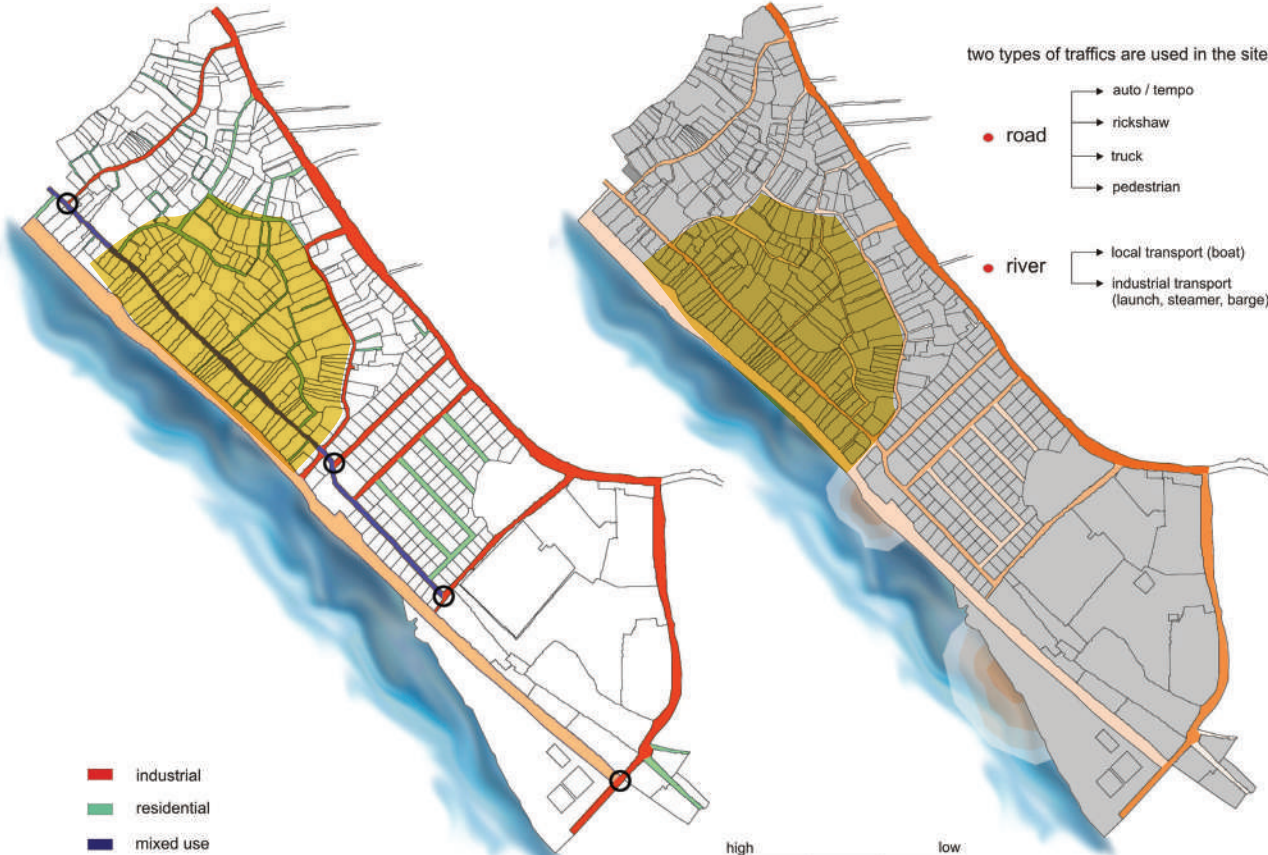 two types of traffics are used in the site
road
auto / tempo
rickshaw
truck
pedestrian
river
local transport (boat)
industrial transport
(launch, steamer, barge)
industrial
residential
mixed use
high low